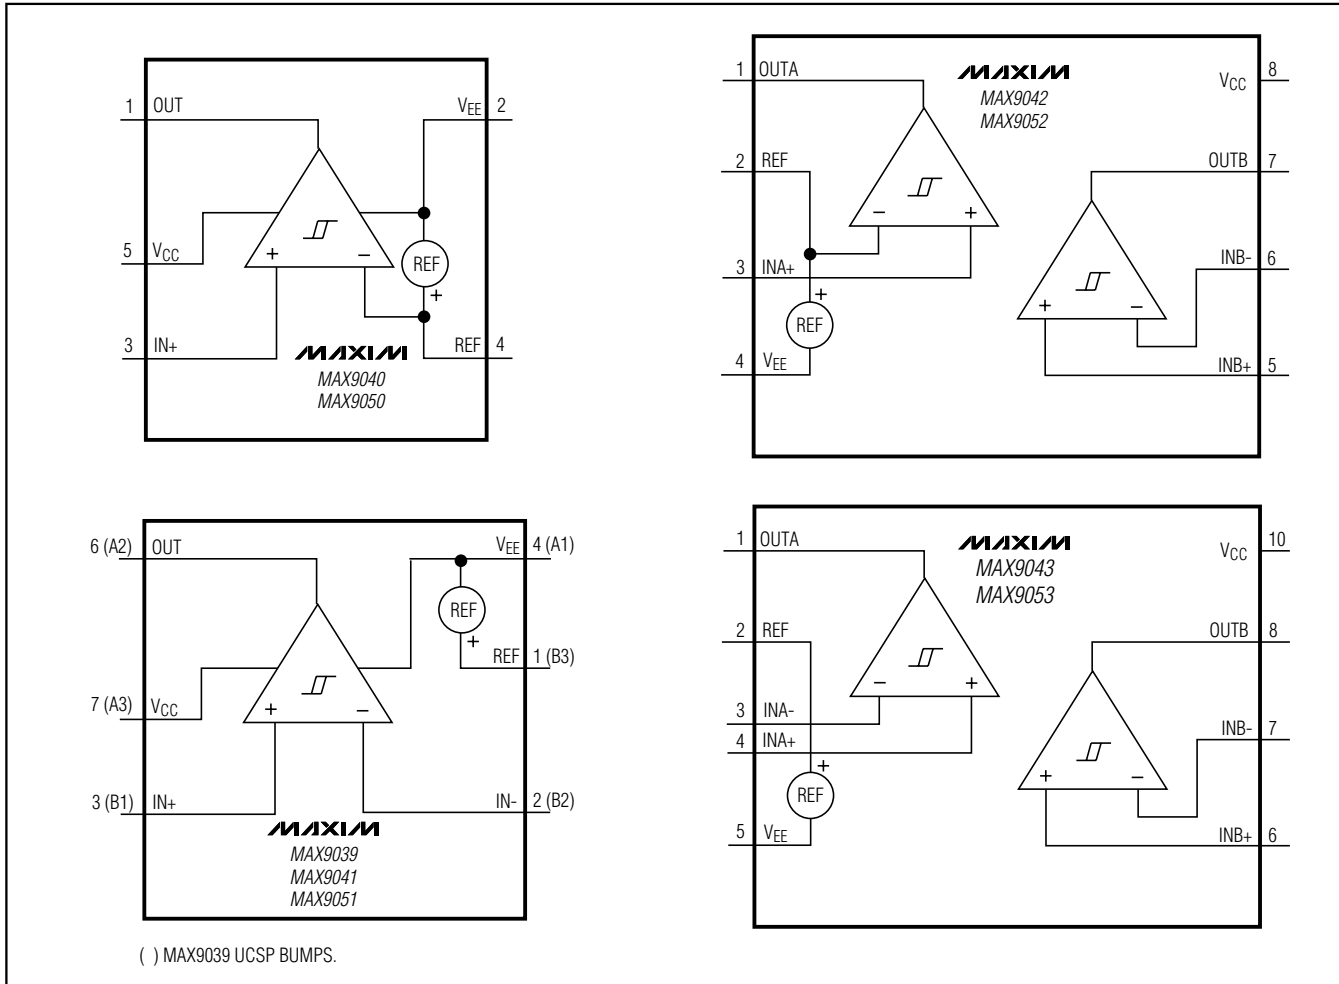 1 OUT
VEE 2
5 VCC
+ −
REF
+
3 IN+
REF 4
MAXIM
MAX9040
MAX9050
1 OUTA
MAXIM
MAX9042
MAX9052
VCC 8
2 REF
OUTB 7
− +
3 INA+
INB- 6
+
REF
+ −
4 VEE
INB+ 5
6 (A2) OUT
VEE 4 (A1)
REF
+
REF 1 (B3)
7 (A3) VCC
+ −
3 (B1) IN+
IN- 2 (B2)
MAXIM
MAX9039
MAX9041
MAX9051
1 OUTA
MAXIM
MAX9043
MAX9053
VCC 10
2 REF
OUTB 8
− +
3 INA-
4 INA+
INB- 7
+
REF
+ −
5 VEE
INB+ 6
( ) MAX9039 UCSP BUMPS.